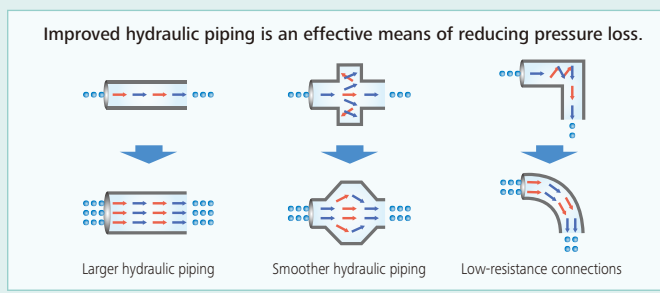 Improved hydraulic piping is an effective means of reducing pressure loss.
Larger hydraulic piping
Smoother hydraulic piping
Low-resistance connections